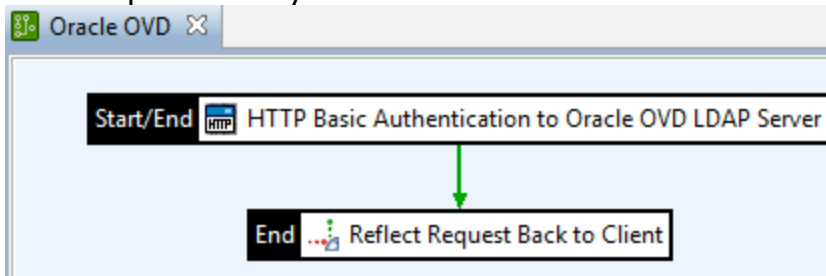 Oracle OVD
Start/End HTTP Basic Authentication to Oracle OVD LDAP Server
End Reflect Request Back to Client